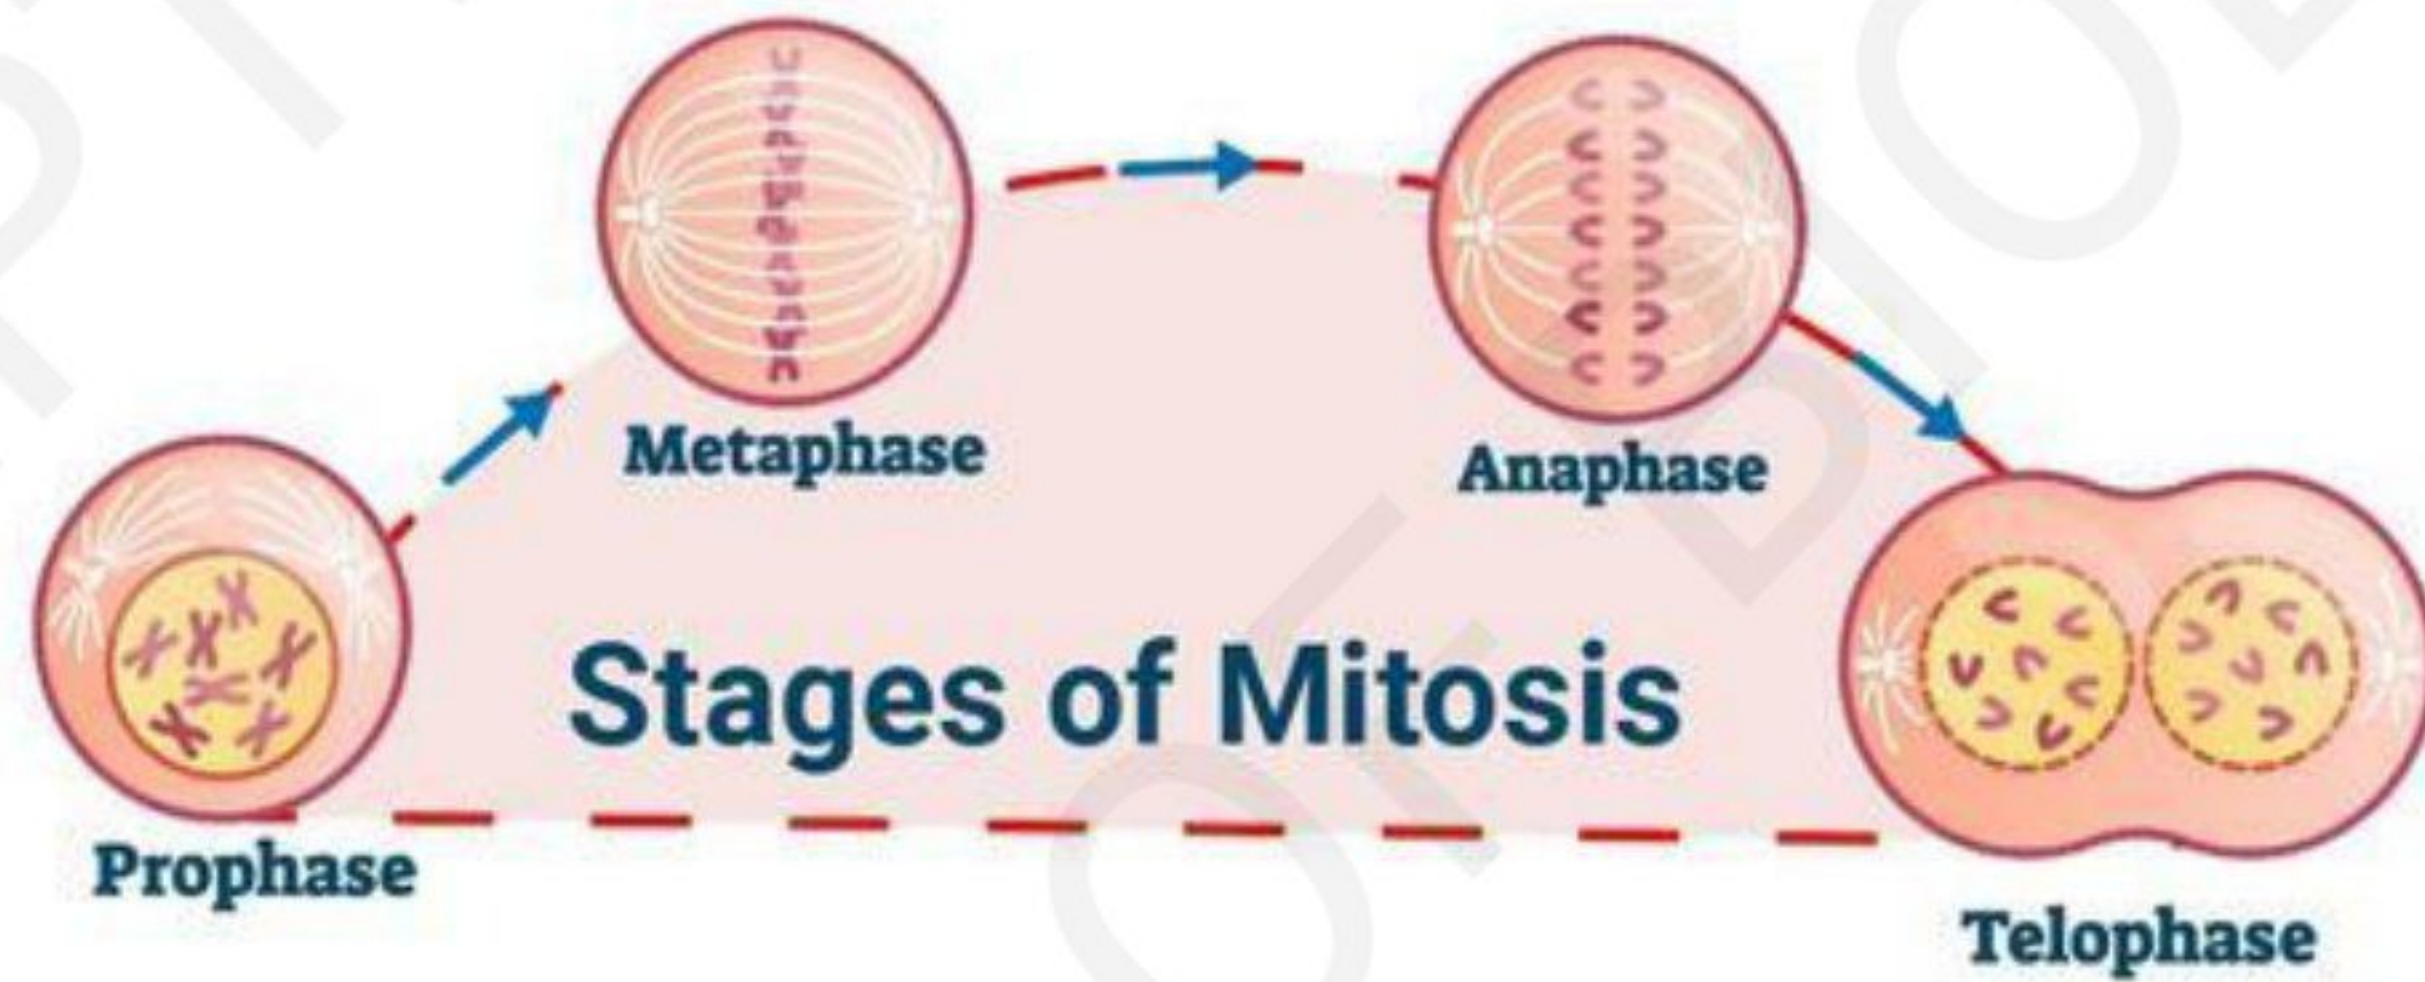 Metaphase
Anaphase
Stages of Mitosis
Prophase
Telophase